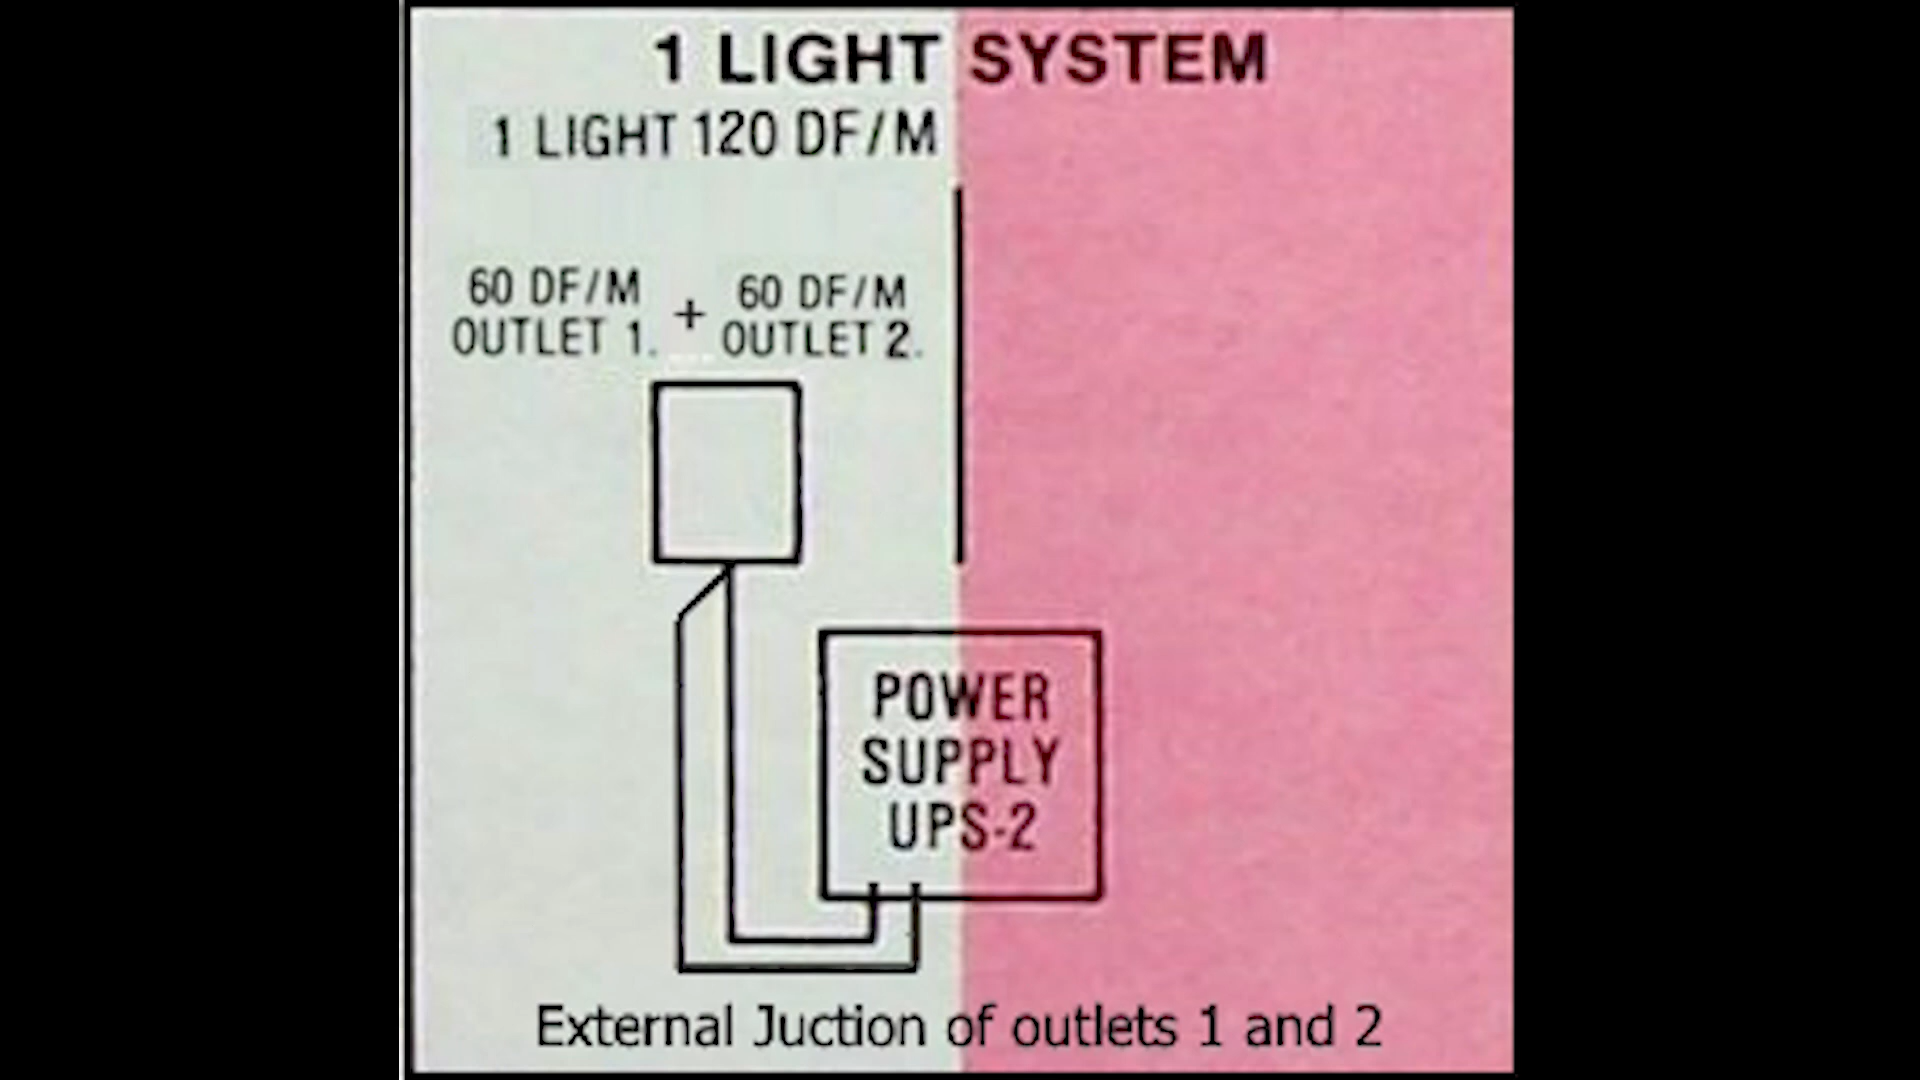 1 LIGHT SYSTEM
1 LIGHT 120 DF/M
60 DF/M + 60 DF/M
OUTLET 1. OUTLET 2.
POWER
SUPPLY
UPS-2
External Juction of outlets 1 and 2